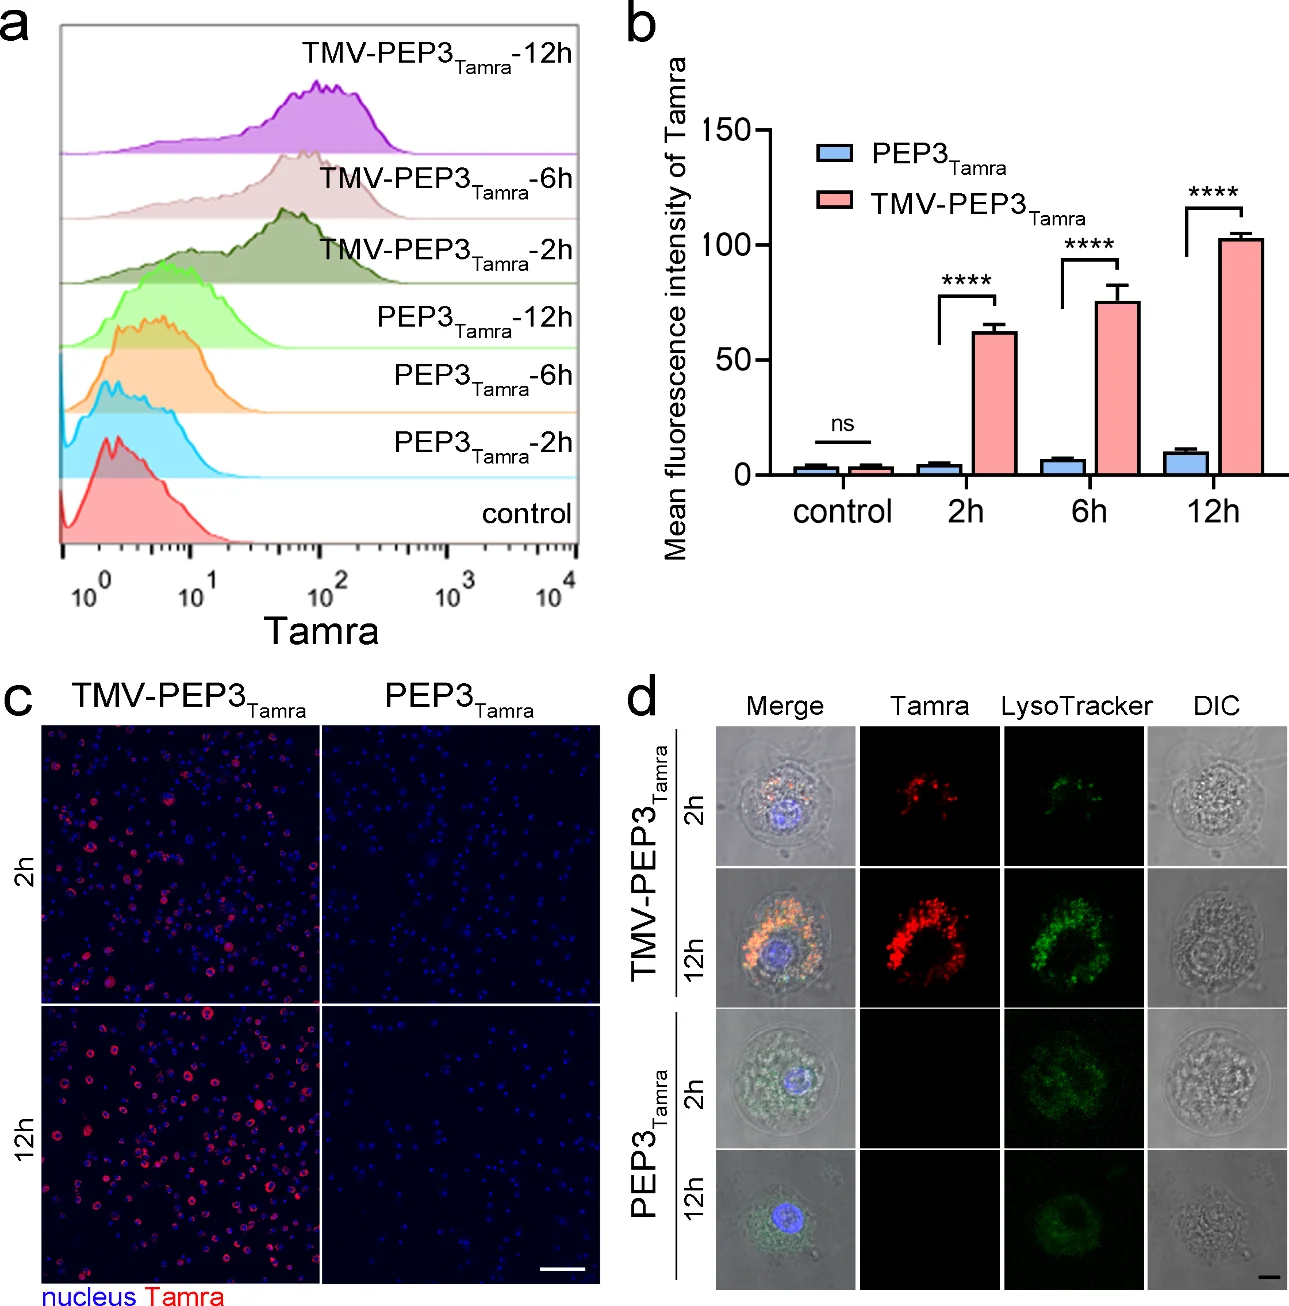 a
TMV-PEP3Tamra-12h
TMV-PEP3Tamra-6h
TMV-PEP3Tamra-2h
PEP3Tamra-12h
PEP3Tamra-6h
PEP3Tamra-2h
control
10^0 10^1 10^2 10^3 10^4
Tamra
b
Mean fluorescence intensity of Tamra
150
100
50
0
PEP3Tamra
TMV-PEP3Tamra
ns
****
****
****
control 2h 6h 12h
c
TMV-PEP3Tamra PEP3Tamra
2h
12h
nucleus Tamra
d
Merge Tamra LysoTracker DIC
TMV-PEP3Tamra
2h
12h
PEP3Tamra
2h
12h